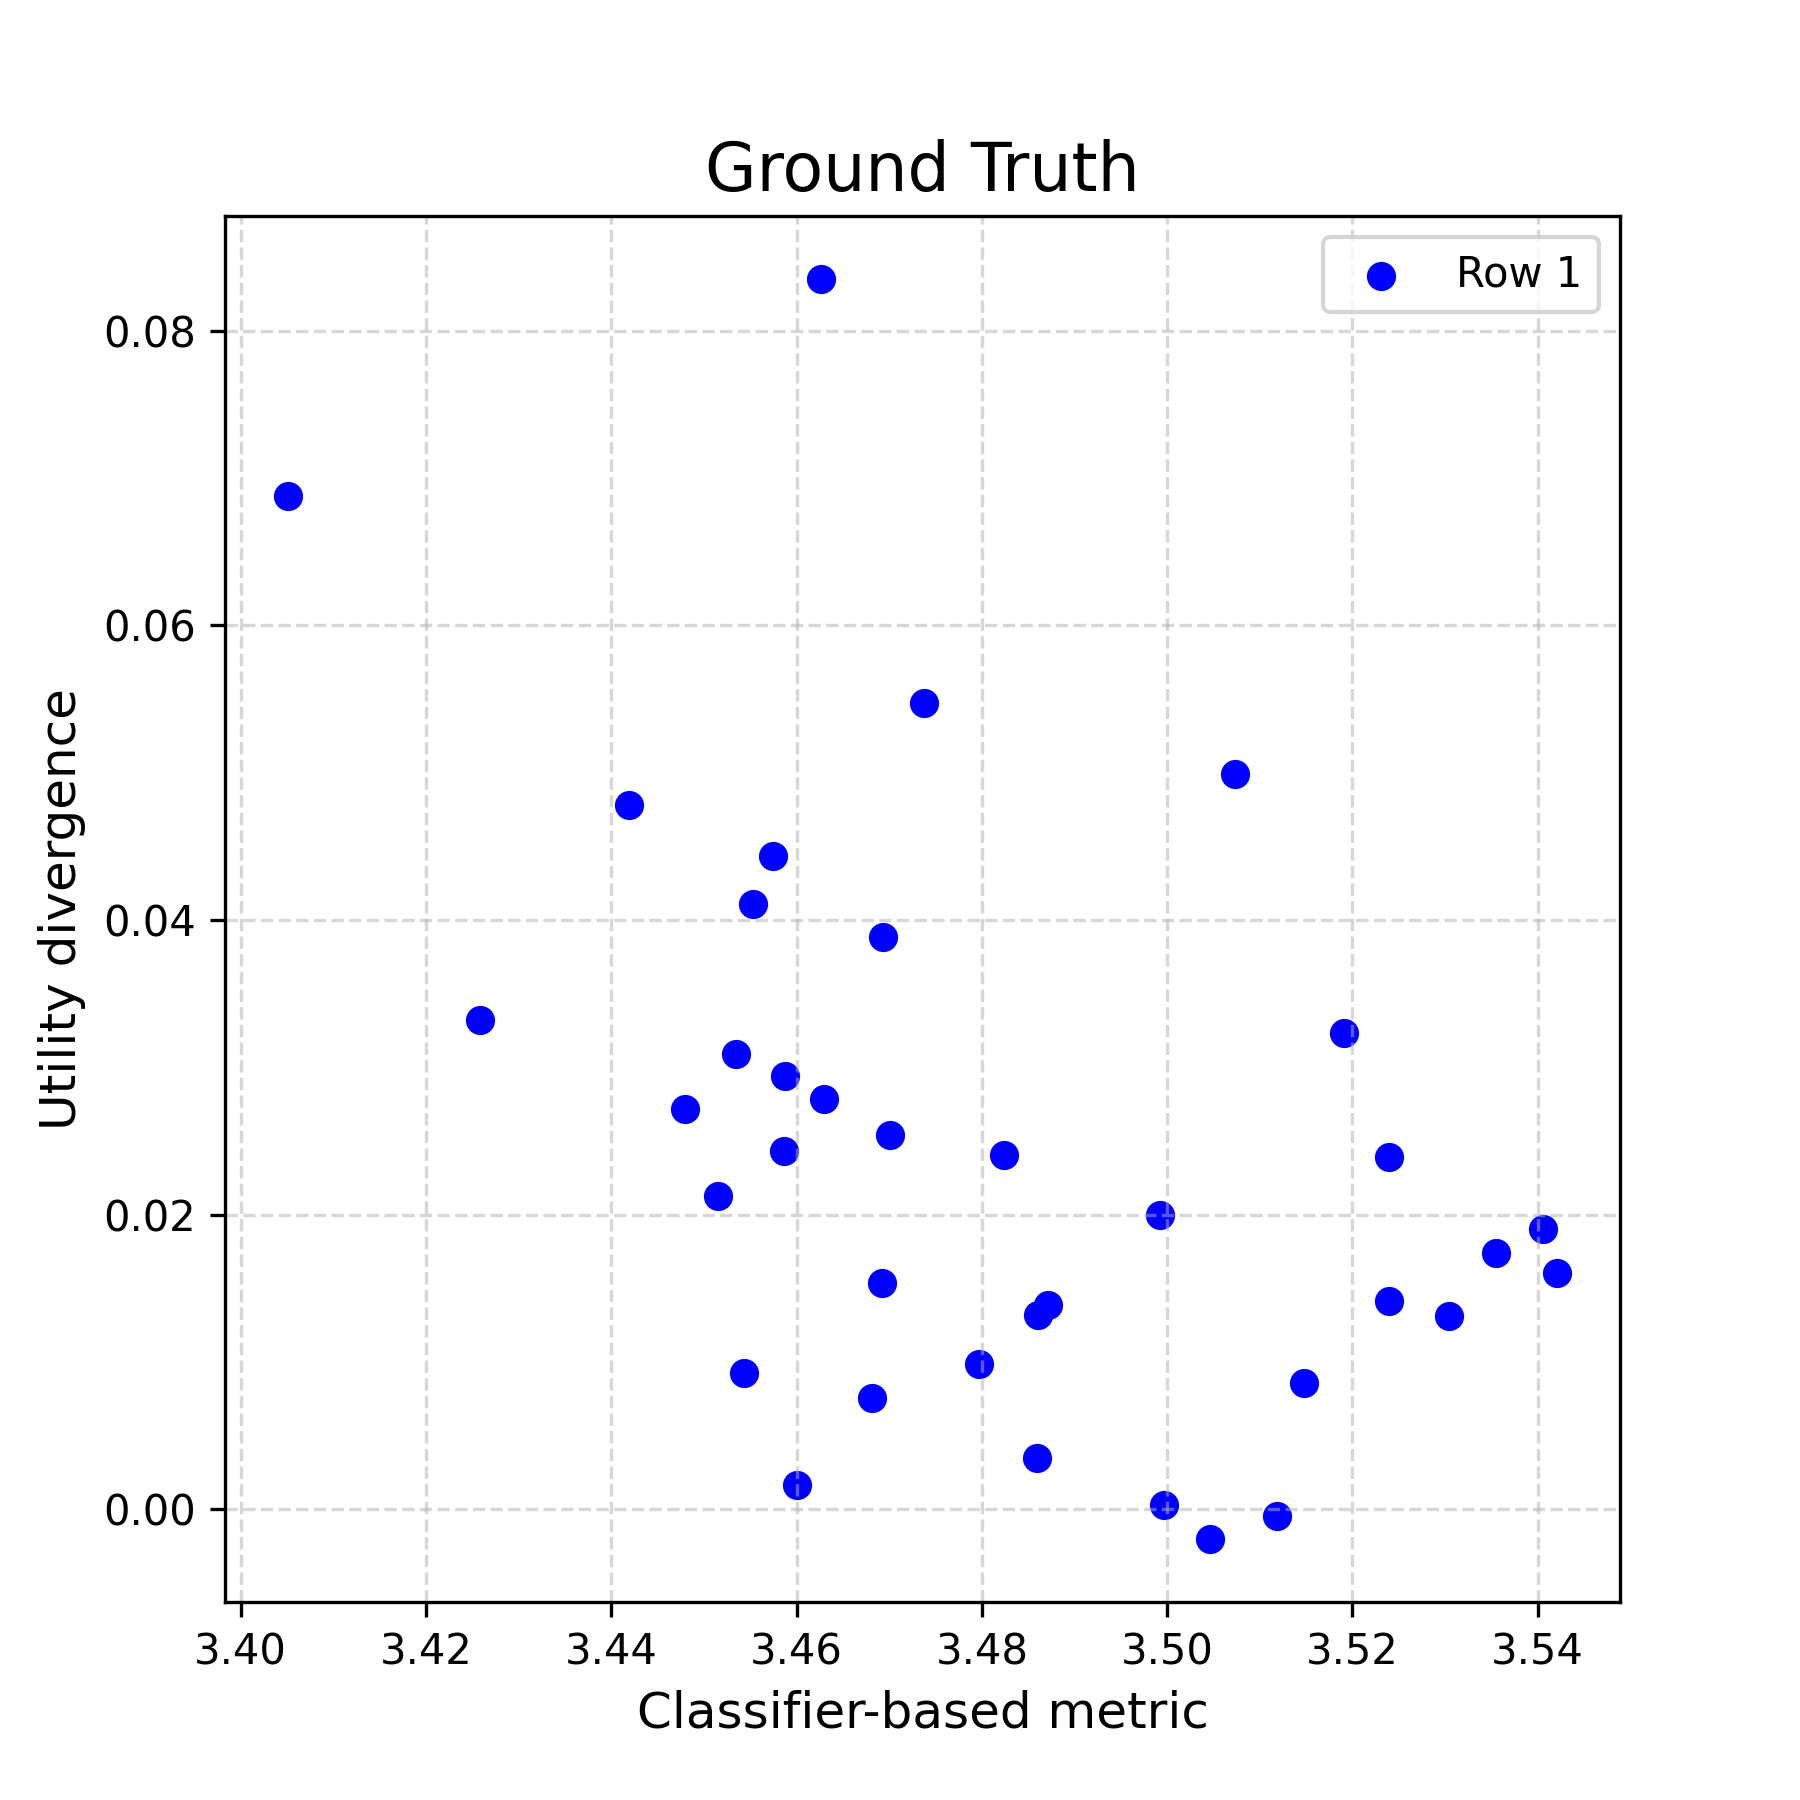 Ground Truth
Row 1
Utility divergence
0.08
0.06
0.04
0.02
0.00
3.40 3.42 3.44 3.46 3.48 3.50 3.52 3.54
Classifier-based metric